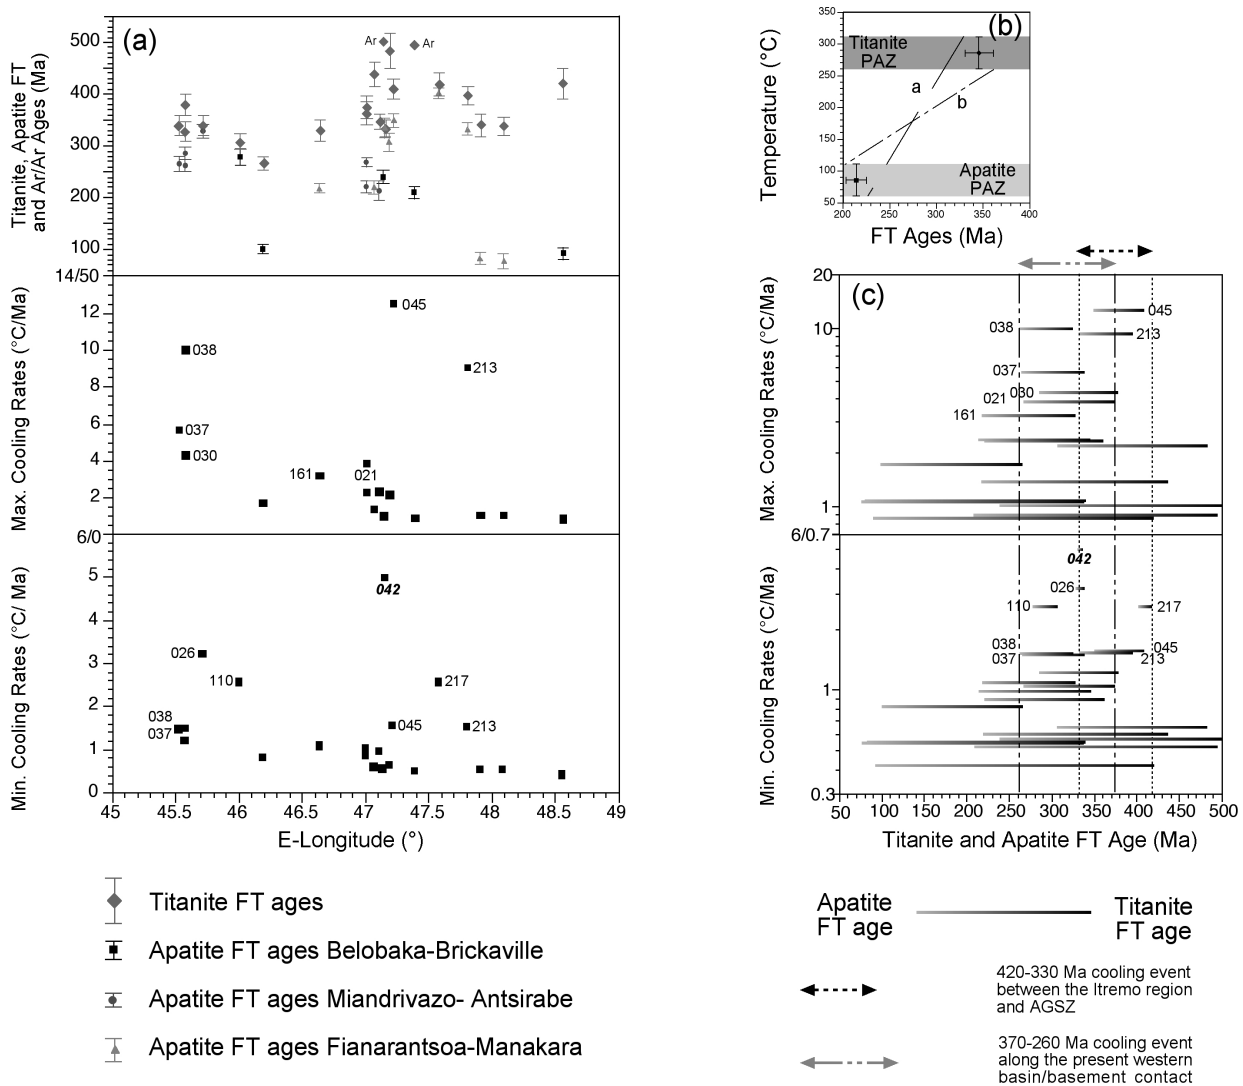 (a)
Titanite, Apatite FT
and Ar/Ar Ages (Ma)
500
400
300
200
100
Ar
Ar
14/50
12
10
8
6
4
2
Max. Cooling Rates (°C/Ma)
045
038
213
037
030
161
021
6/0
5
4
3
2
1
0
Min. Cooling Rates (°C/ Ma)
042
026
110
217
038
037
045
213
45
45.5
46
46.5
47
47.5
48
48.5
49
E-Longitude (°)
(b)
Temperature (°C)
350
300
250
200
150
100
50
Titanite
PAZ
a
b
Apatite
PAZ
200
250
300
350
400
FT Ages (Ma)
(c)
Max. Cooling Rates (°C/Ma)
20
10
1
045
038
213
037
030
021
161
6/0.7
Min. Cooling Rates (°C/Ma)
1
0.3
042
026
110
217
038
037
045
213
50
100
150
200
250
300
350
400
450
500
Titanite and Apatite FT Age (Ma)
Titanite FT ages
Apatite FT ages Belobaka-Brickaville
Apatite FT ages Miandrivazo- Antsirabe
Apatite FT ages Fianarantsoa-Manakara
Apatite
FT age
Titanite
FT age
420-330 Ma cooling event
between the Itremo region
and AGSZ
370-260 Ma cooling event
along the present western
basin/basement contact